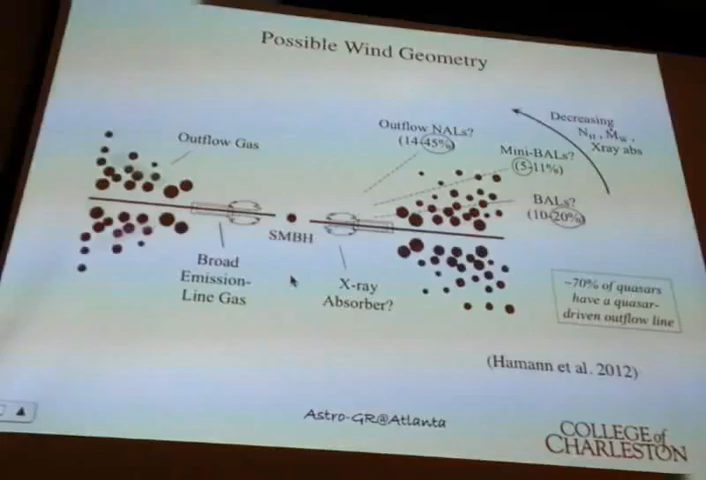 Possible Wind Geometry
Outflow Gas
Outflow NALs?
(14-45%)
Mini-BALs?
(5-11%)
BALs?
(10-20%)
Decreasing
N_H, Ṁ_w,
Xray abs
SMBH
Broad
Emission-
Line Gas
X-ray
Absorber?
~70% of quasars
have a quasar-
driven outflow line
(Hamann et al. 2012)
Astro-GR@Atlanta
COLLEGE of
CHARLESTON